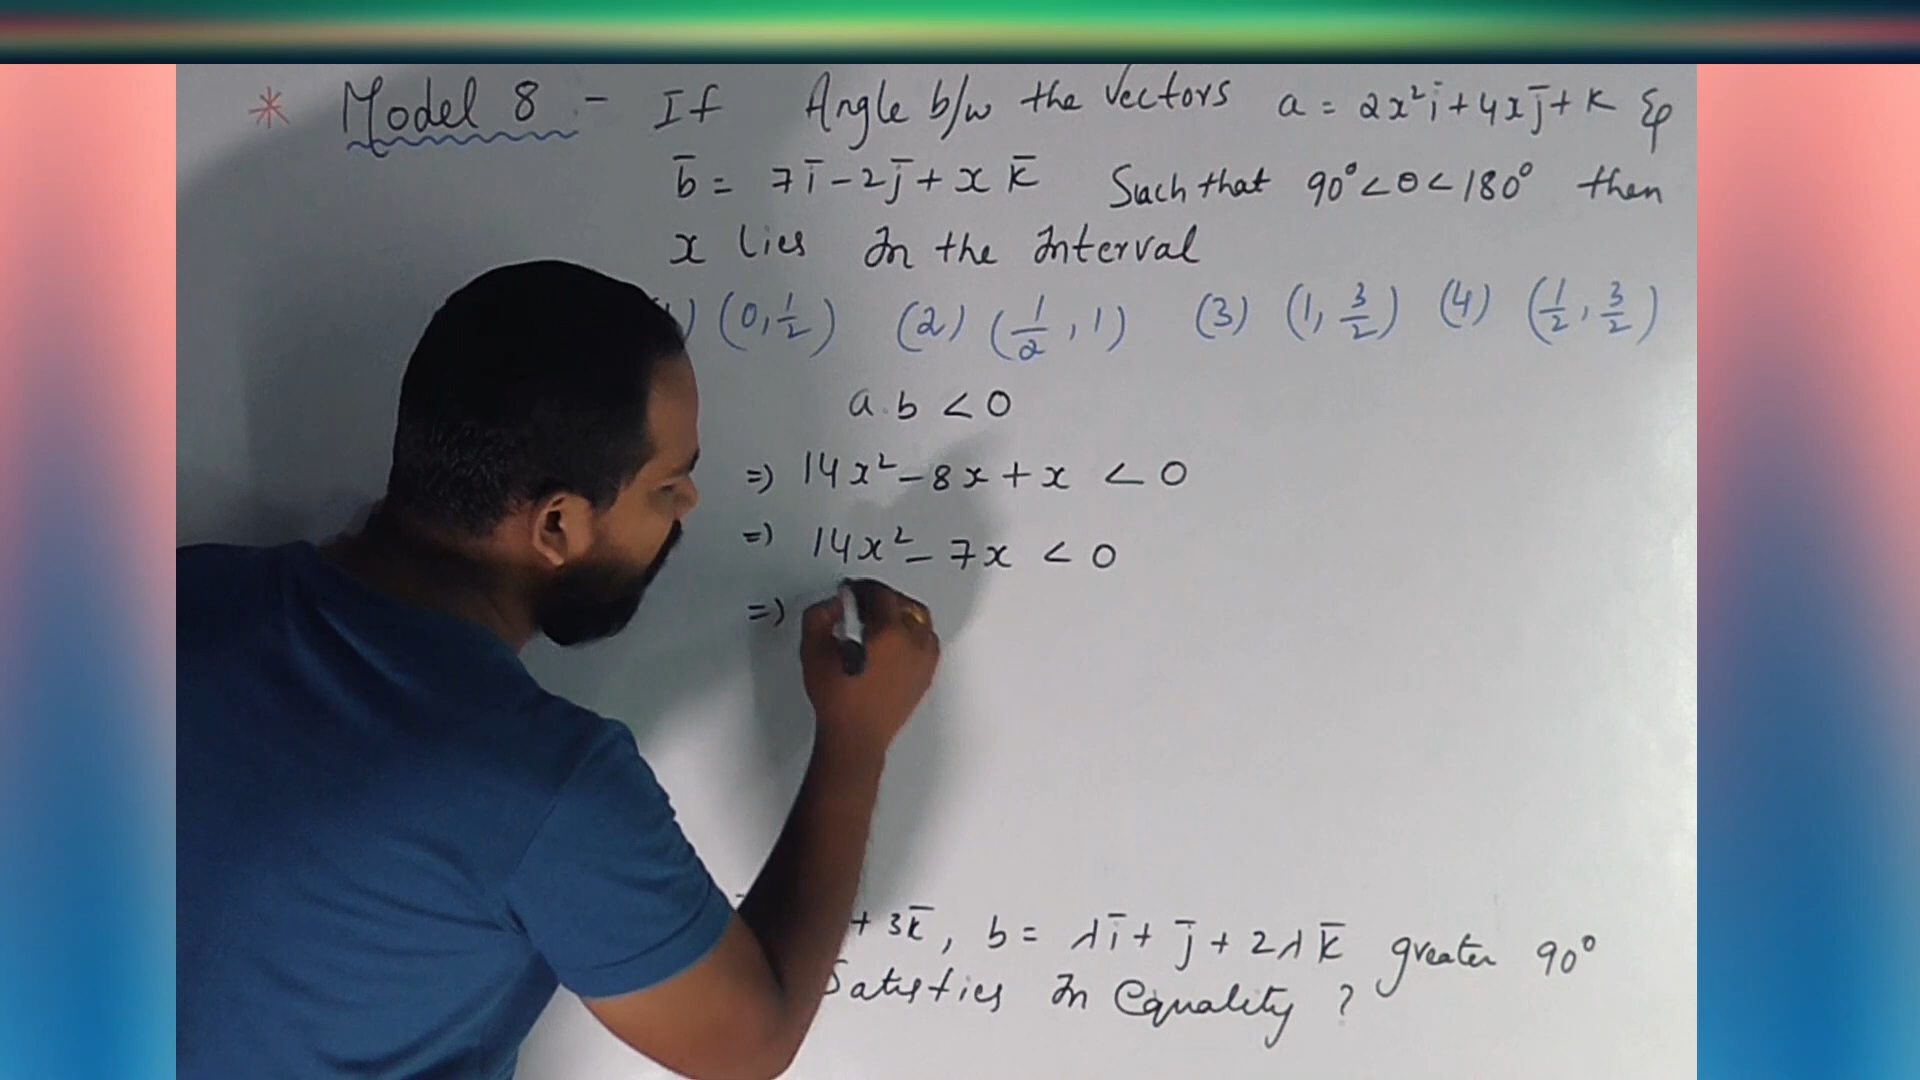 * Model 8 - If Angle b/w the Vectors a = 2x²i̅ + 4xj̅ + k &
b̅ = 7i̅ - 2j̅ + x k̅ Such that 90° < θ < 180° then
x lies In the Interval
) (0, 1/2) (2) (1/2, 1) (3) (1, 3/2) (4) (1/2, 3/2)
a.b < 0
=) 14x² - 8x + x < 0
=) 14x² - 7x < 0
=)
+ 3k̅, b = λi̅ + j̅ + 2λk̅ greater 90°
Satisfies In Equality ?